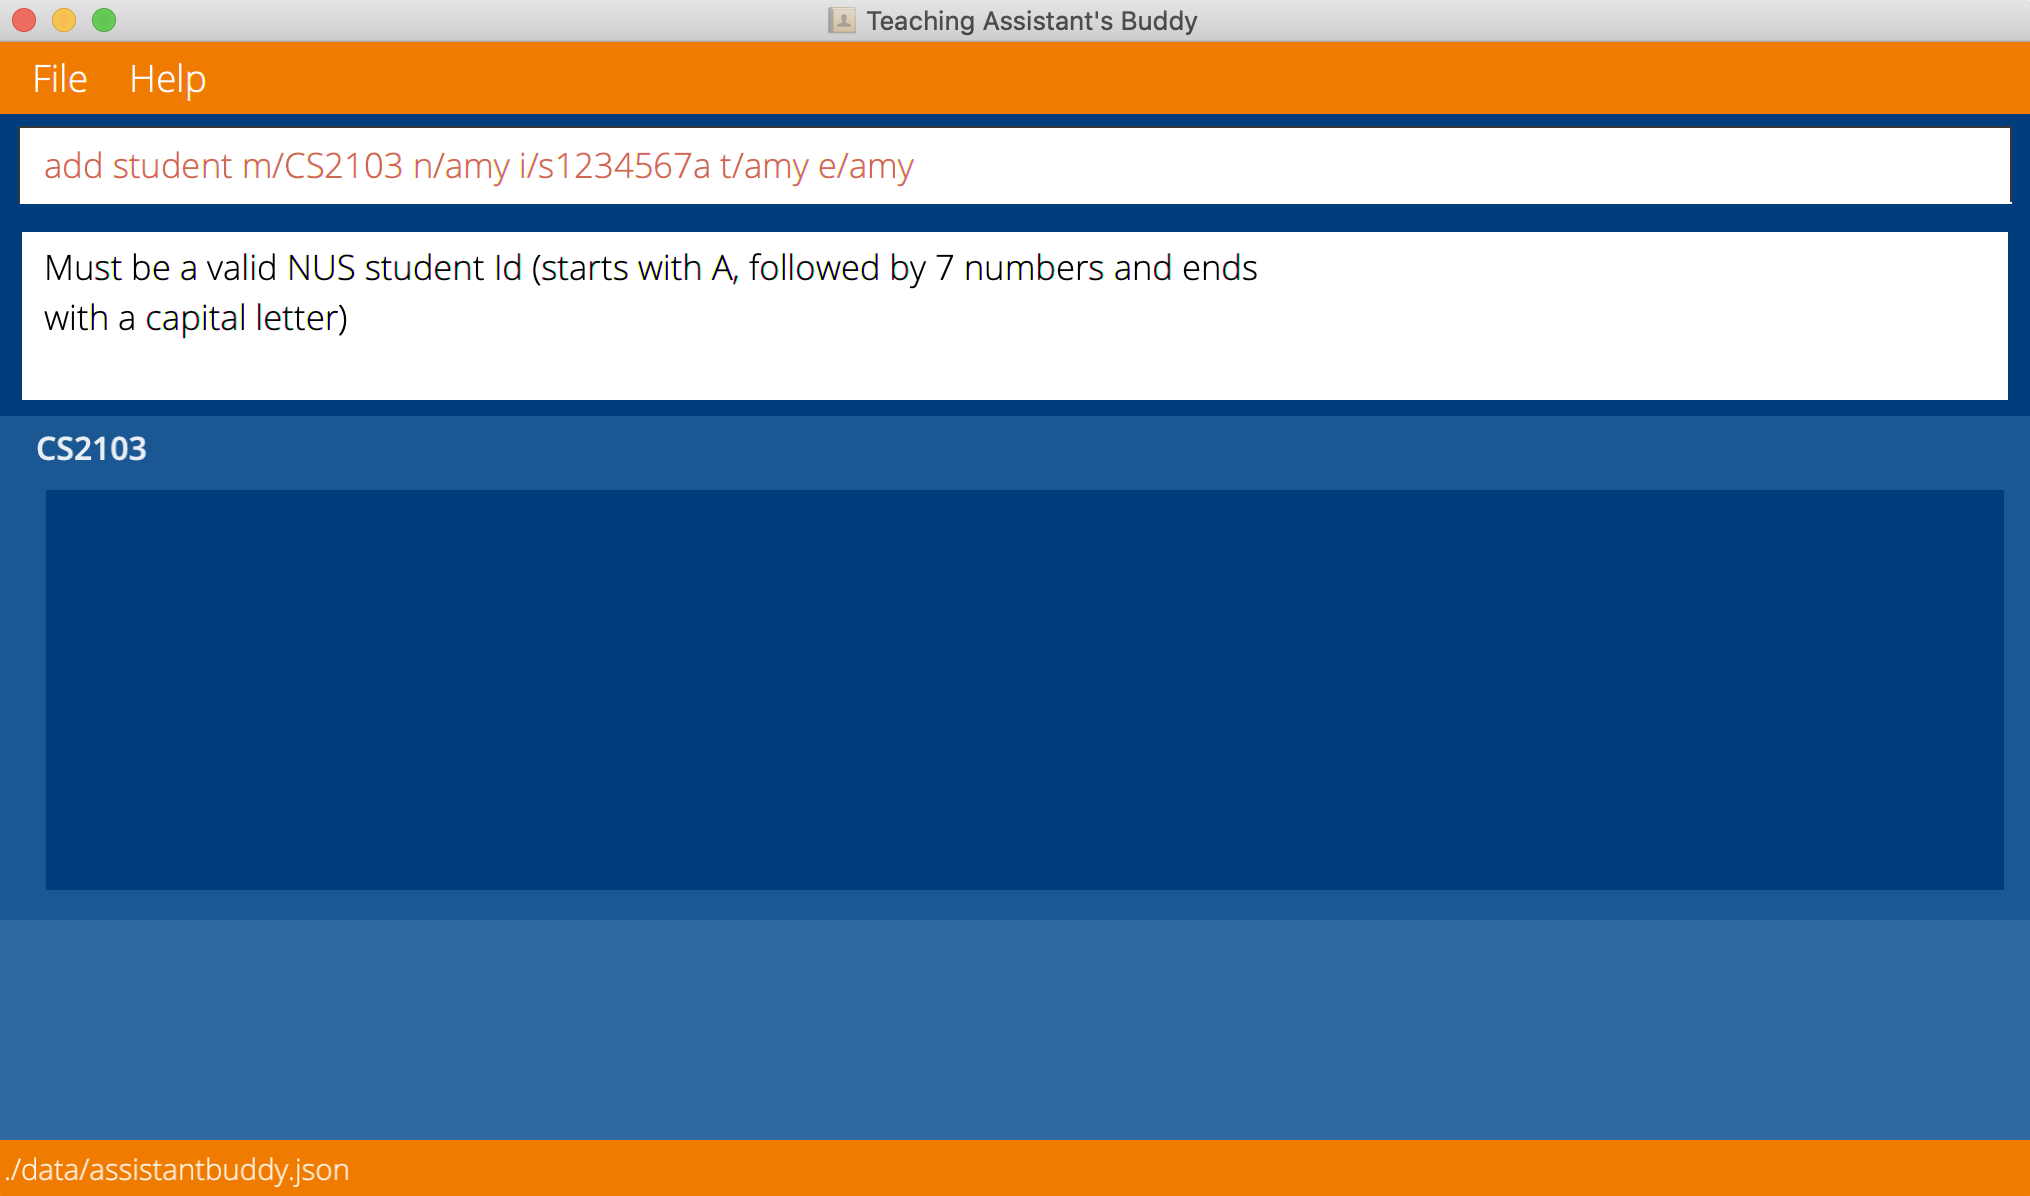 Teaching Assistant's Buddy
File Help
add student m/CS2103 n/amy i/s1234567a t/amy e/amy
Must be a valid NUS student Id (starts with A, followed by 7 numbers and ends
with a capital letter)
CS2103
./data/assistantbuddy.json